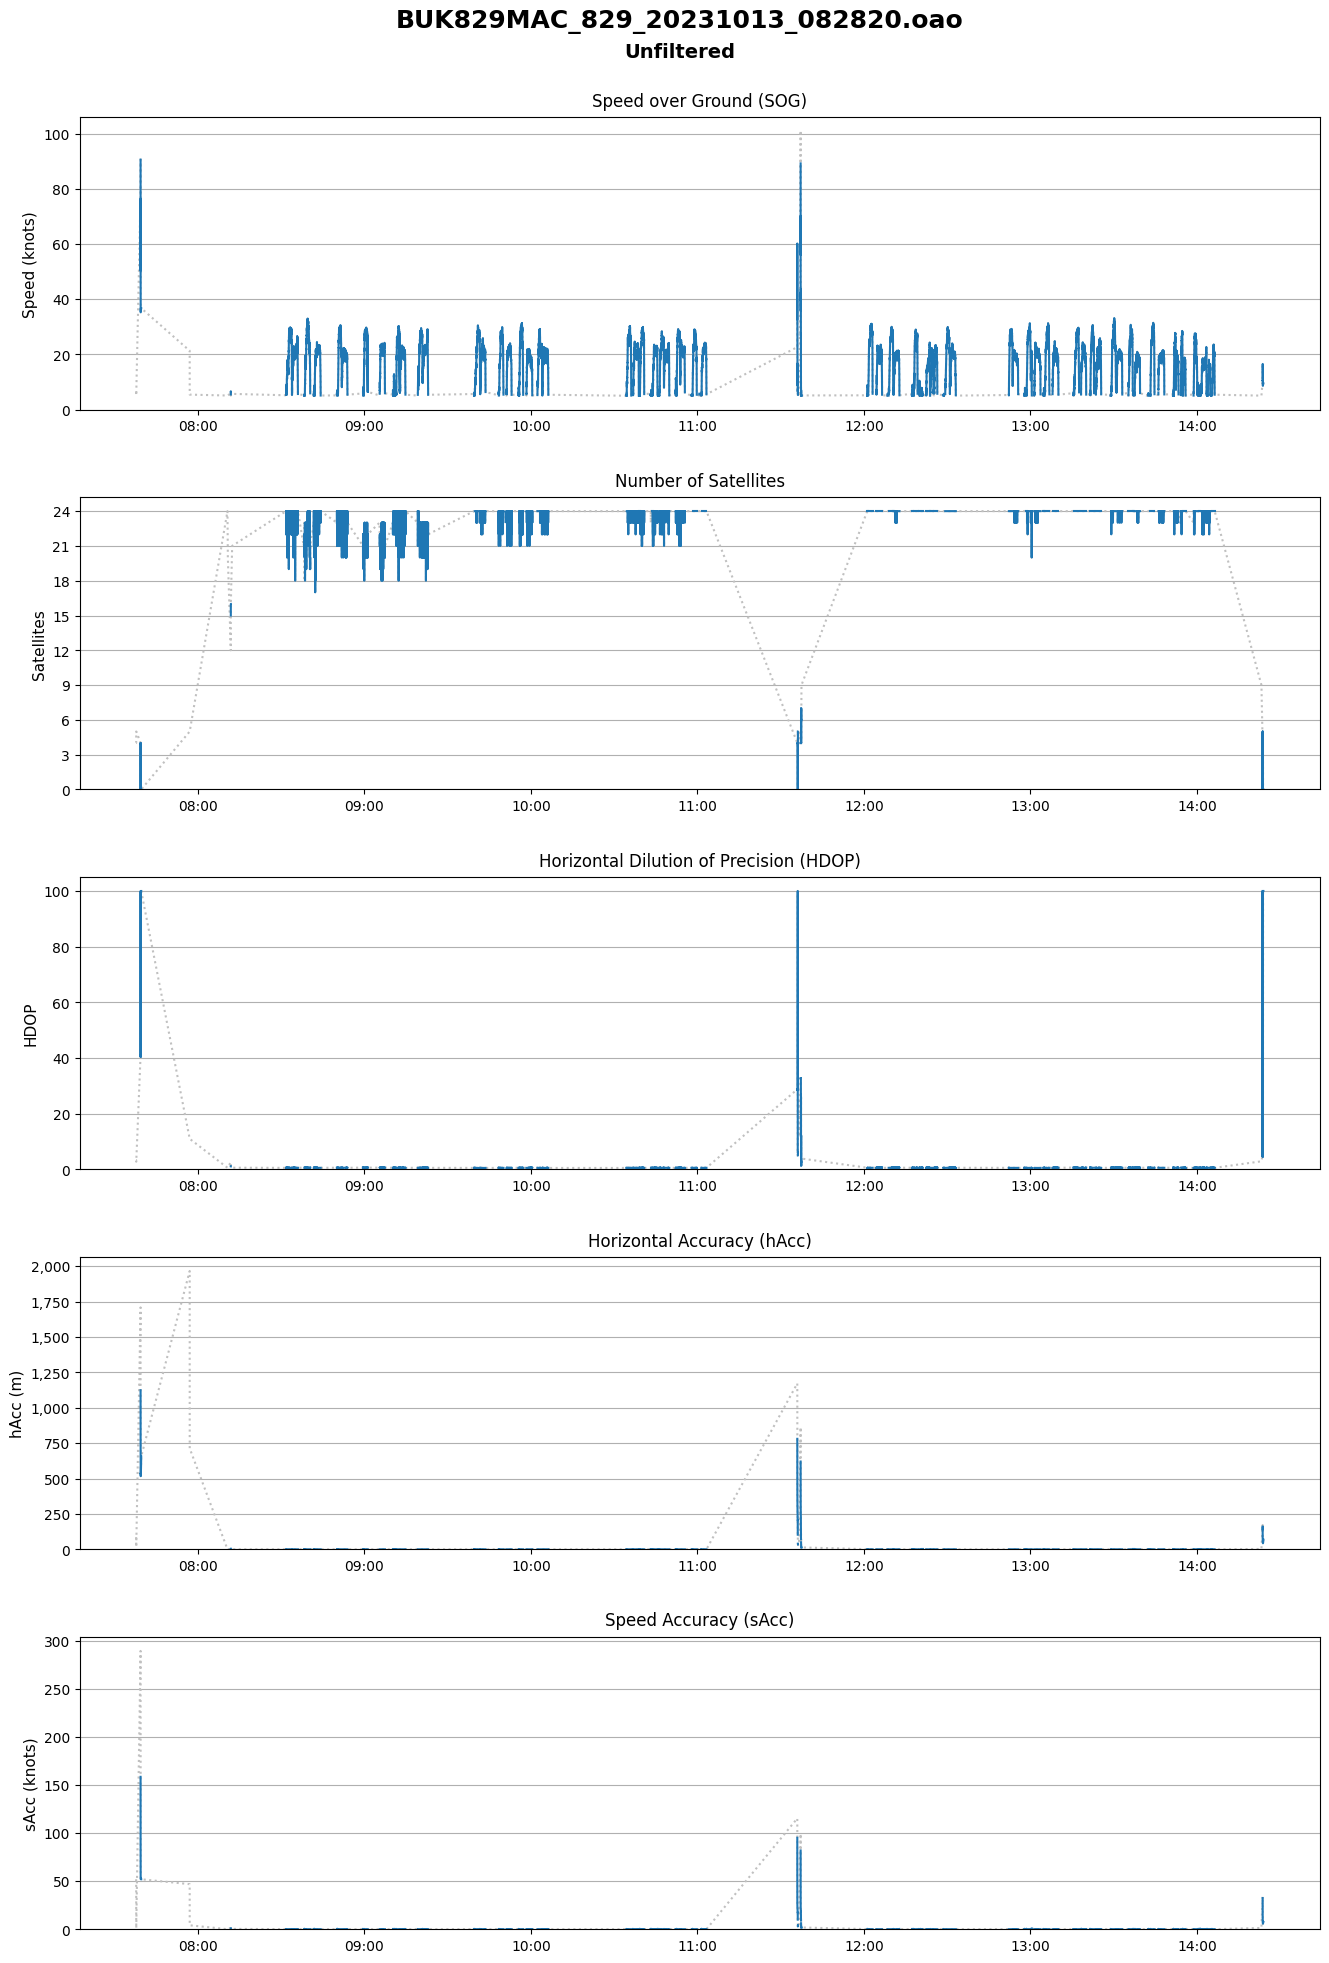 BUK829MAC_829_20231013_082820.oao
Unfiltered
Speed over Ground (SOG)
Speed (knots)
100
80
60
40
20
0
08:00 09:00 10:00 11:00 12:00 13:00 14:00
Number of Satellites
Satellites
24
21
18
15
12
9
6
3
0
08:00 09:00 10:00 11:00 12:00 13:00 14:00
Horizontal Dilution of Precision (HDOP)
HDOP
100
80
60
40
20
0
08:00 09:00 10:00 11:00 12:00 13:00 14:00
Horizontal Accuracy (hAcc)
hAcc (m)
2,000
1,750
1,500
1,250
1,000
750
500
250
0
08:00 09:00 10:00 11:00 12:00 13:00 14:00
Speed Accuracy (sAcc)
sAcc (knots)
300
250
200
150
100
50
0
08:00 09:00 10:00 11:00 12:00 13:00 14:00